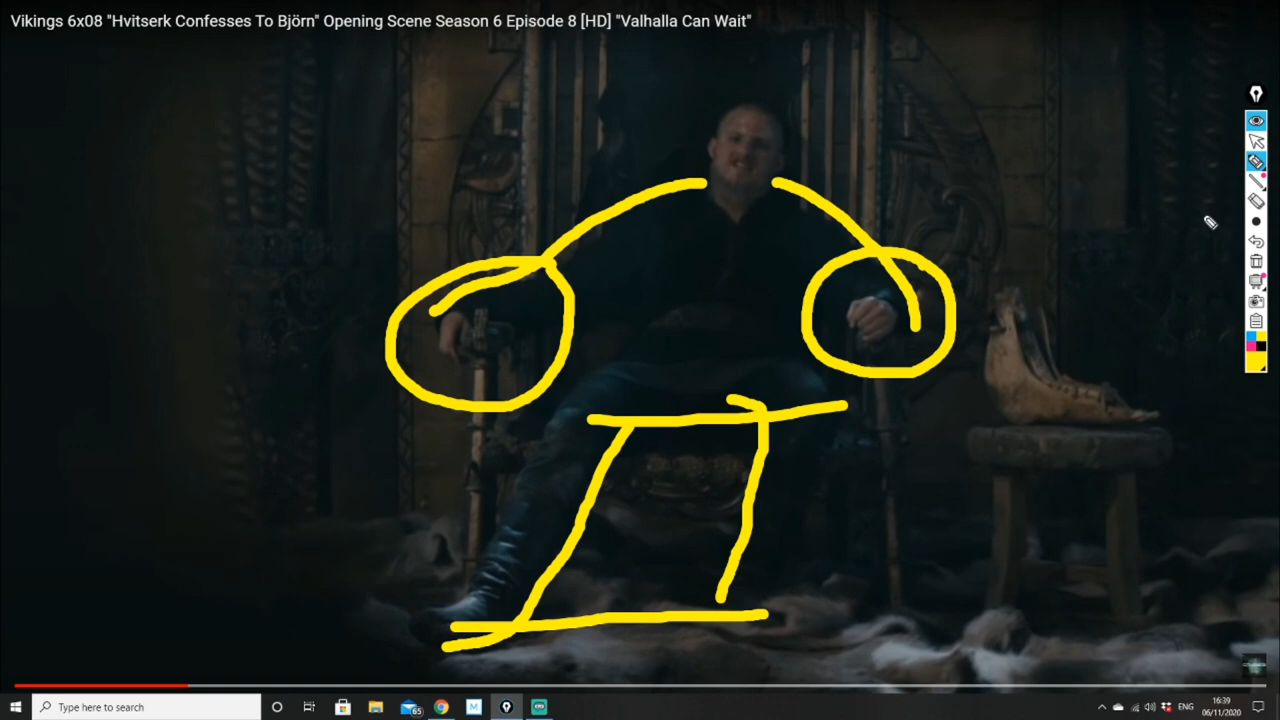 Vikings 6x08 "Hvitserk Confesses To Björn" Opening Scene Season 6 Episode 8 [HD] "Valhalla Can Wait"
Type here to search
65
M
ENG
16:39
06/11/2020